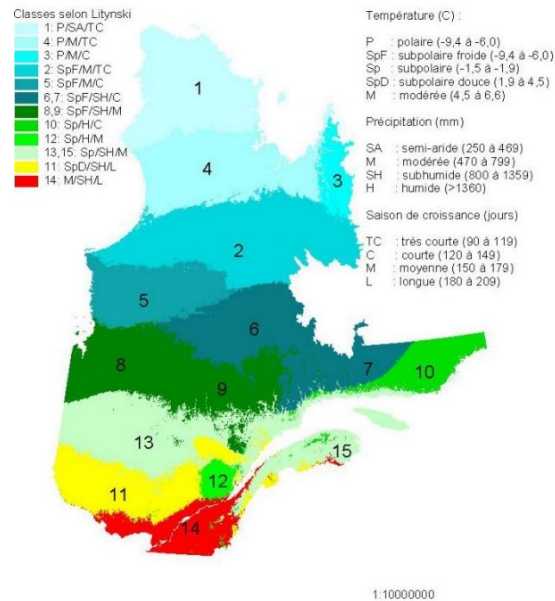 Classes selon Litynski
1: P/SA/TC
4: P/M/TC
3: P/M/C
2: SpF/M/TC
5: SpF/M/C
6,7: SpF/SH/C
8,9: SpF/SH/M
10: Sp/H/C
12: Sp/H/M
13,15: Sp/SH/M
11: SpD/SH/L
14: M/SH/L
Température (C) :
P : polaire (-9,4 à -6,0)
SpF : subpolaire froide (-9,4 à -6,0)
Sp : subpolaire (-1,5 à -1,9)
SpD : subpolaire douce (1,9 à 4,5)
M : modérée (4,5 à 6,6)
Précipitation (mm)
SA : semi-aride (250 à 469)
M : modérée (470 à 799)
SH : subhumide (800 à 1359)
H : humide (>1360)
Saison de croissance (jours)
TC : trés courte (90 à 119)
C : courte (120 à 149)
M : moyenne (150 à 179)
L : longue (180 à 209)
1
4
3
2
5
6
8
7
10
9
13
15
12
11
14
1:10000000